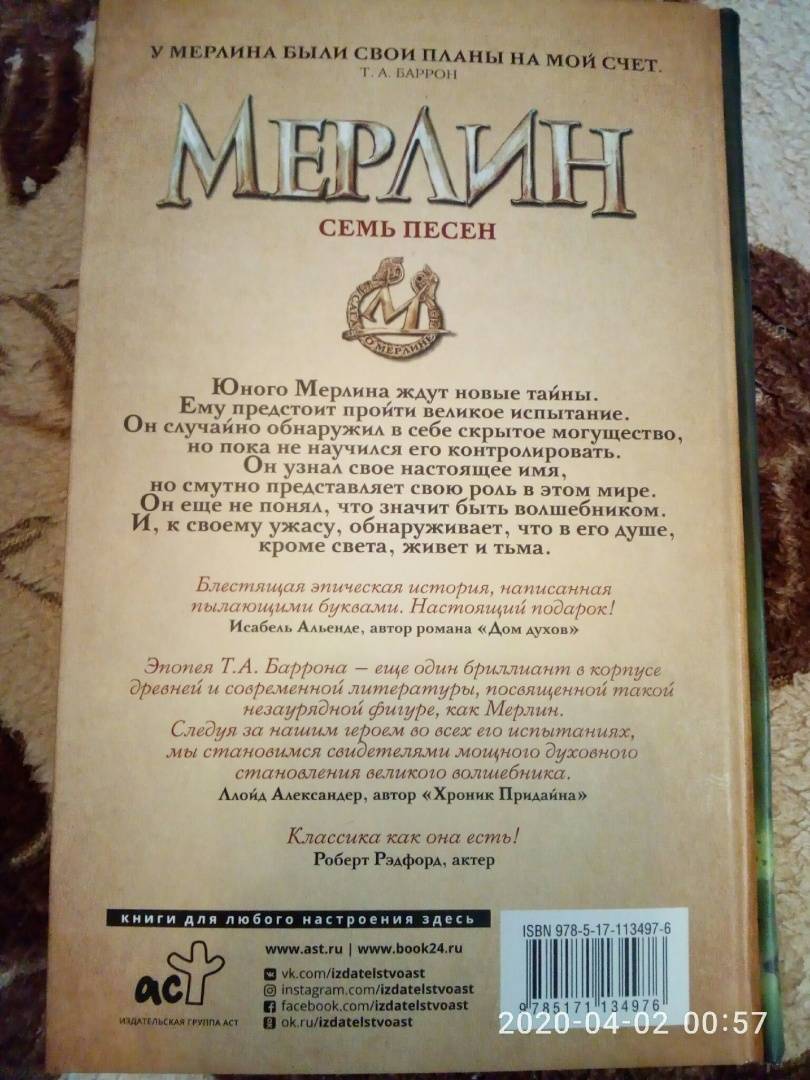 У МЕРЛИНА БЫЛИ СВОИ ПЛАНЫ НА МОЙ СЧЕТ.
Т. А. БАРРОН
МЕРЛИН
СЕМЬ ПЕСЕН
САГА О МЕРЛИНЕ
М
Юного Мерлина ждут новые тайны.
Ему предстоит пройти великое испытание.
Он случайно обнаружил в себе скрытое могущество,
но пока не научился его контролировать.
Он узнал свое настоящее имя,
но смутно представляет свою роль в этом мире.
Он еще не понял, что значит быть волшебником.
И, к своему ужасу, обнаруживает, что в его душе,
кроме света, живет и тьма.
Блестящая эпическая история, написанная
пылающими буквами. Настоящий подарок!
Исабель Альенде, автор романа «Дом духов»
Эпопея Т.А. Баррона — еще один бриллиант в корпусе
древней и современной литературы, посвященной такой
незаурядной фигуре, как Мерлин.
Следуя за нашим героем во всех его испытаниях,
мы становимся свидетелями мощного духовного
становления великого волшебника.
Ллойд Александер, автор «Хроник Придайна»
Классика как она есть!
Роберт Рэдфорд, актер
книги для любого настроения здесь
www.ast.ru | www.book24.ru
vk.com/izdatelstvoast
instagram.com/izdatelstvoast
facebook.com/izdatelstvoast
ok.ru/izdatelstvoast
аст
ИЗДАТЕЛЬСКАЯ ГРУППА АСТ
ISBN 978-5-17-113497-6
9 785171 134976
2020-04-02 00:57